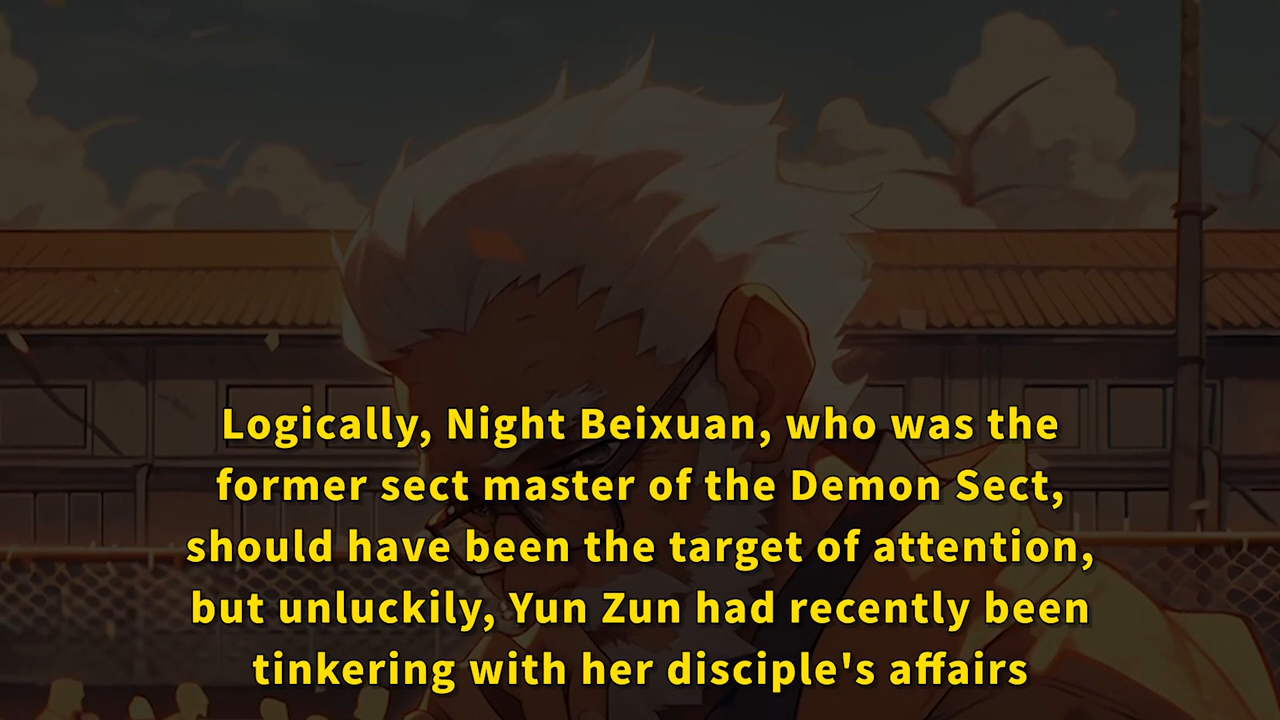 Logically, Night Beixuan, who was the
former sect master of the Demon Sect,
should have been the target of attention,
but unluckily, Yun Zun had recently been
tinkering with her disciple's affairs